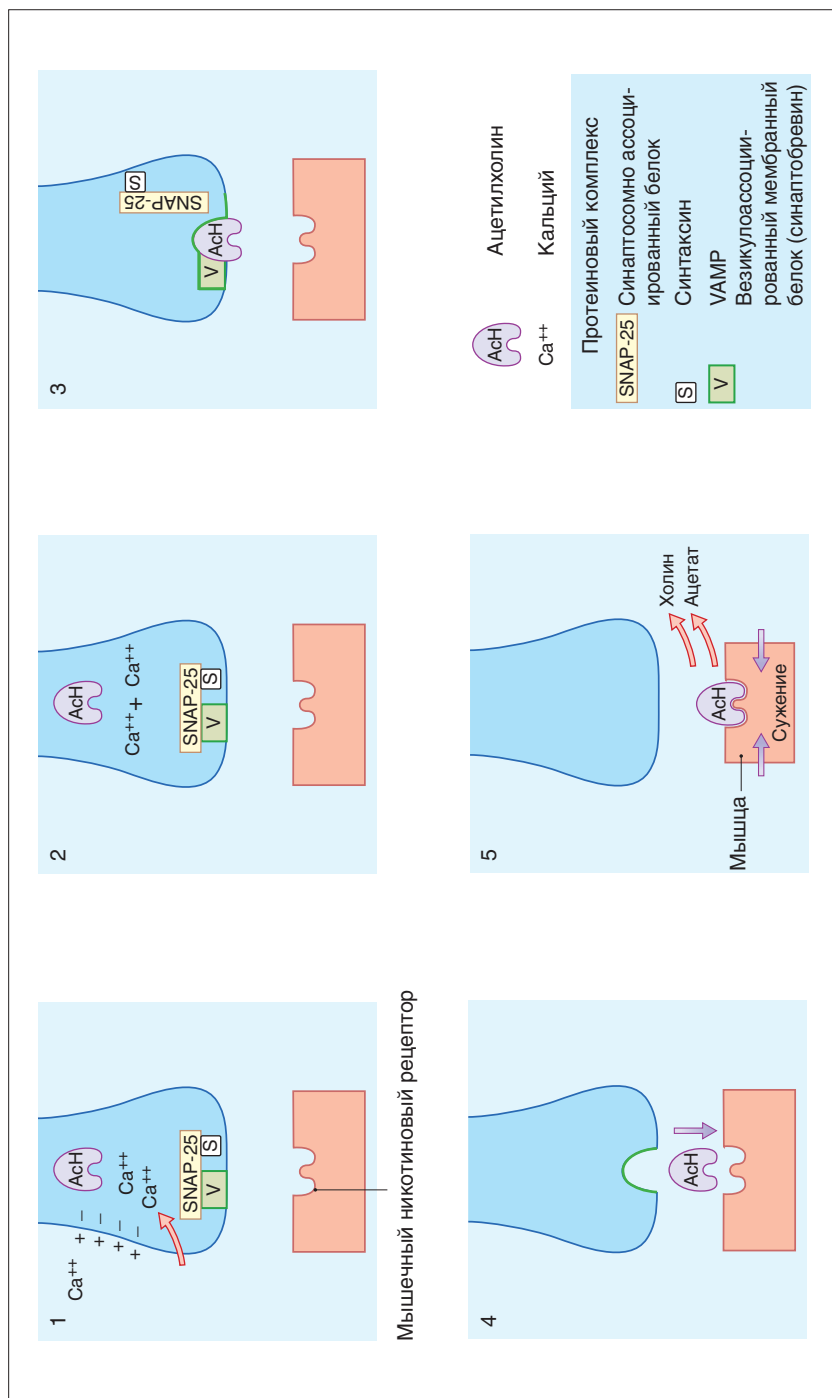 1
Ca⁺⁺
+ −
+ −
+ −
+ −
AcH
Ca⁺⁺
Ca⁺⁺
SNAP-25
V
S
Мышечный никотиновый рецептор
2
AcH
Ca⁺⁺+ Ca⁺⁺
SNAP-25
V
S
3
S
SNAP-25
V
AcH
4
AcH
5
Холин
Ацетат
AcH
Мышца
Сужение
AcH
Ацетилхолин
Ca⁺⁺
Кальций
Протеиновый комплекс
SNAP-25
Синаптосомно ассоци-
ированный белок
S
Синтаксин
V
VAMP
Везикулоассоции-
рованный мембранный
белок (синаптобревин)